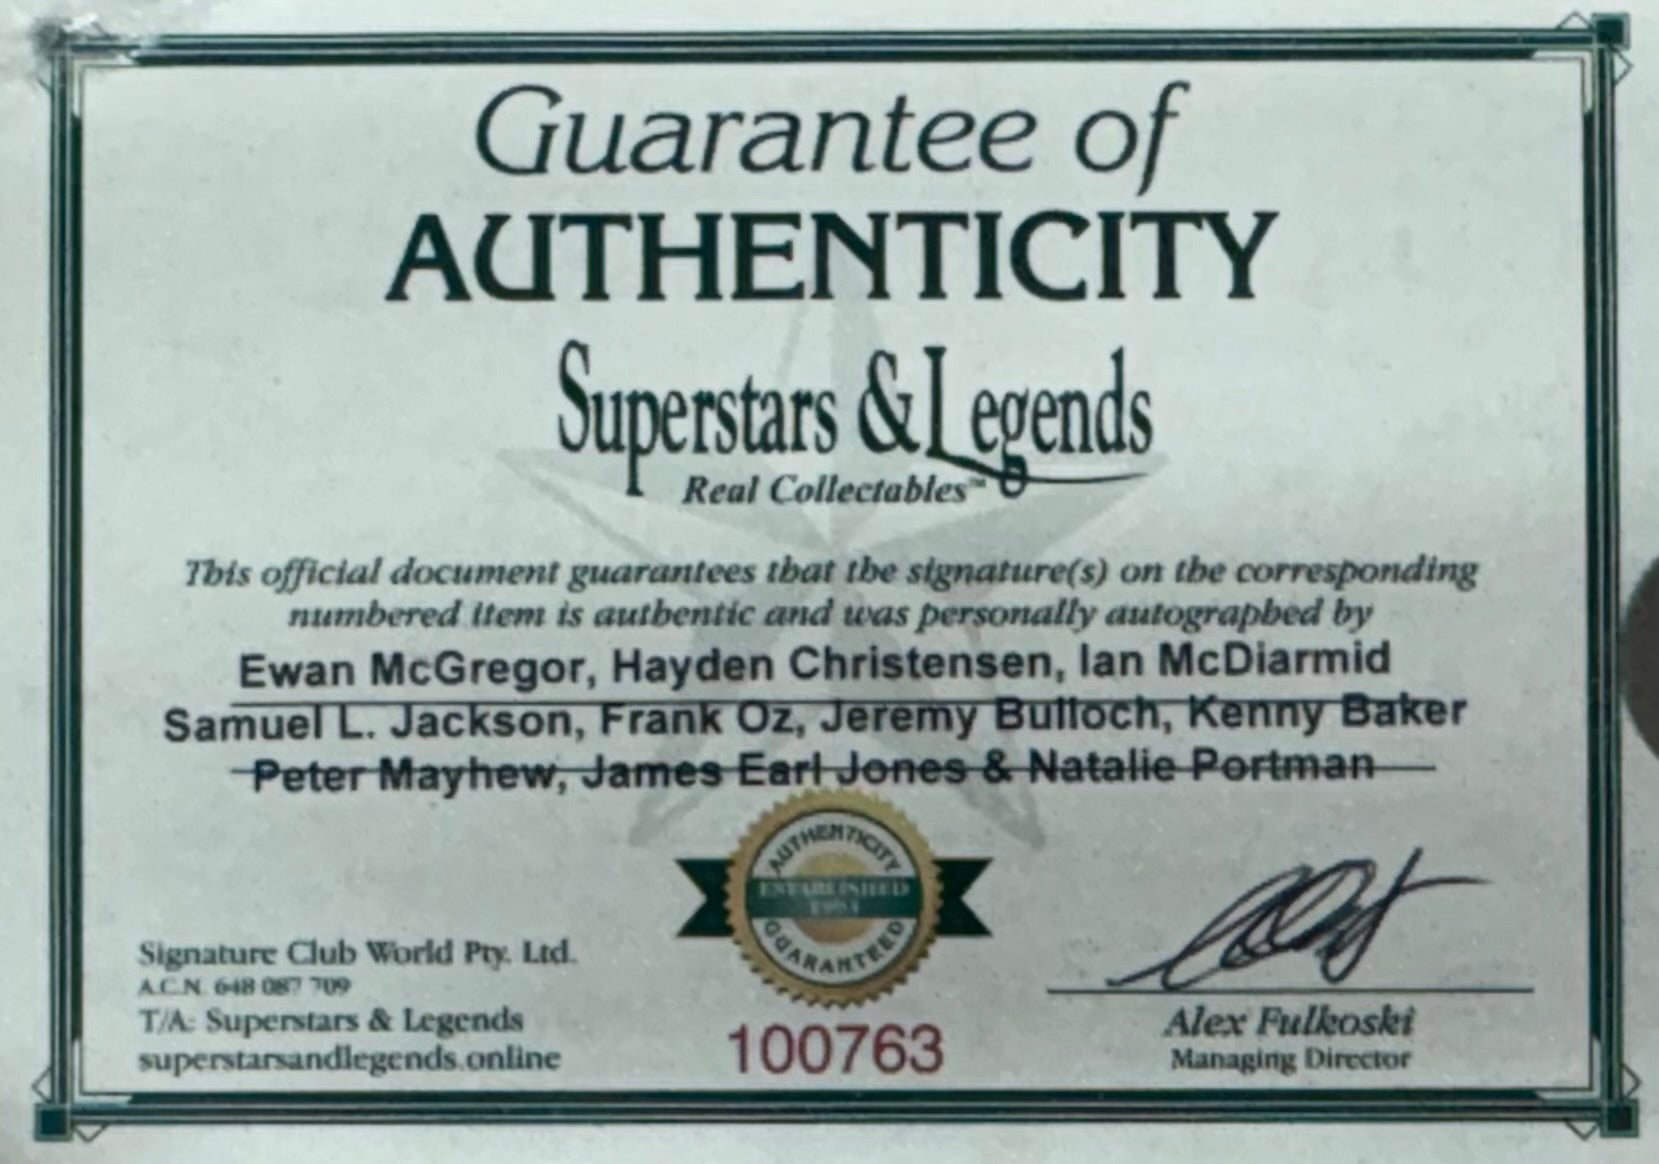 Guarantee of
AUTHENTICITY
Superstars & Legends
Real Collectables™
This official document guarantees that the signature(s) on the corresponding
numbered item is authentic and was personally autographed by
Ewan McGregor, Hayden Christensen, Ian McDiarmid
Samuel L. Jackson, Frank Oz, Jeremy Bulloch, Kenny Baker
Peter Mayhew, James Earl Jones & Natalie Portman
AUTHENTICITY
ESTABLISHED
GUARANTEED
Signature Club World Pty. Ltd.
A.C.N. 648 087 709
T/A: Superstars & Legends
superstarsandlegends.online
100763
Alex Fulkoski
Managing Director